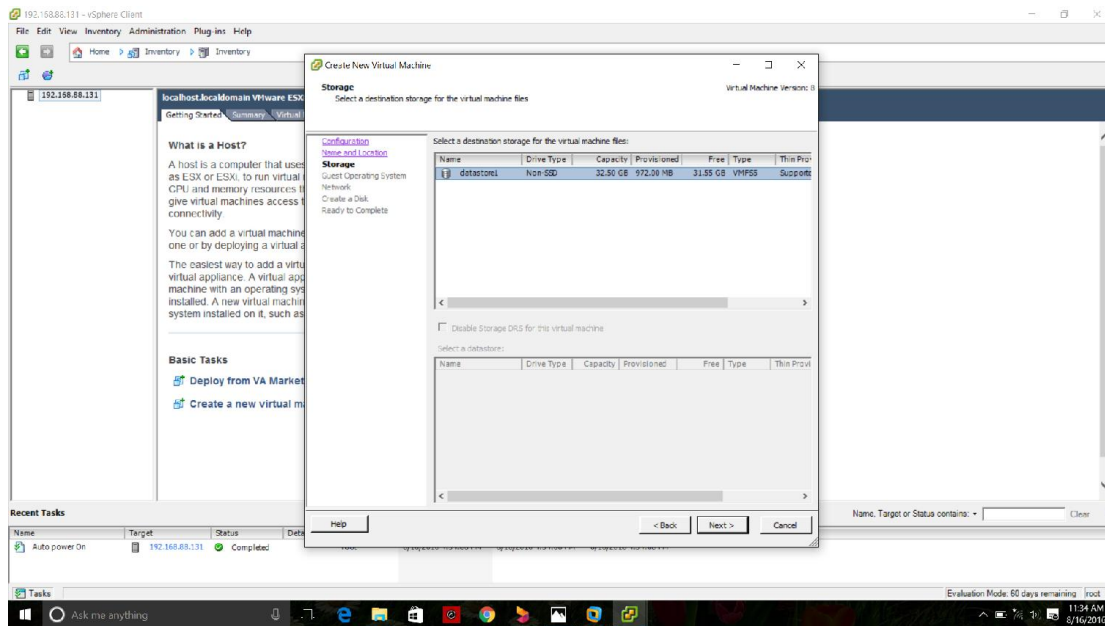 192.168.88.131 - vSphere Client
File Edit View Inventory Administration Plug-ins Help
Home Inventory Inventory
192.168.88.131
localhost.localdomain VMware ESX
Getting Started Summary Virtual
What is a Host?
A host is a computer that uses
as ESX or ESXi, to run virtual
CPU and memory resources
give virtual machines access
connectivity.
You can add a virtual machine
one or by deploying a virtual
The easiest way to add a virtu
virtual appliance. A virtual app
machine with an operating sys
installed. A new virtual machin
system installed on it, such as
Basic Tasks
Deploy from VA Market
Create a new virtual
Create New Virtual Machine
Storage
Select a destination storage for the virtual machine files
Virtual Machine Version: 8
Configuration
Name and Location
Storage
Guest Operating System
Network
Create a Disk
Ready to Complete
Select a destination storage for the virtual machine files:
Name Drive Type Capacity Provisioned Free Type Thin Prov
datastore1 Non-SSD 32.50 GB 972.00 MB 31.55 GB VMFS5 Supporte
Disable Storage DRS for this virtual machine
Select a datastore:
Name Drive Type Capacity Provisioned Free Type Thin Provi
Help < Back Next > Cancel
Recent Tasks
Name, Target or Status contains: Clear
Name Target Status Deta
Auto power On 192.168.88.131 Completed
Tasks
Evaluation Mode: 60 days remaining root
Ask me anything
11:34 AM
8/16/2016